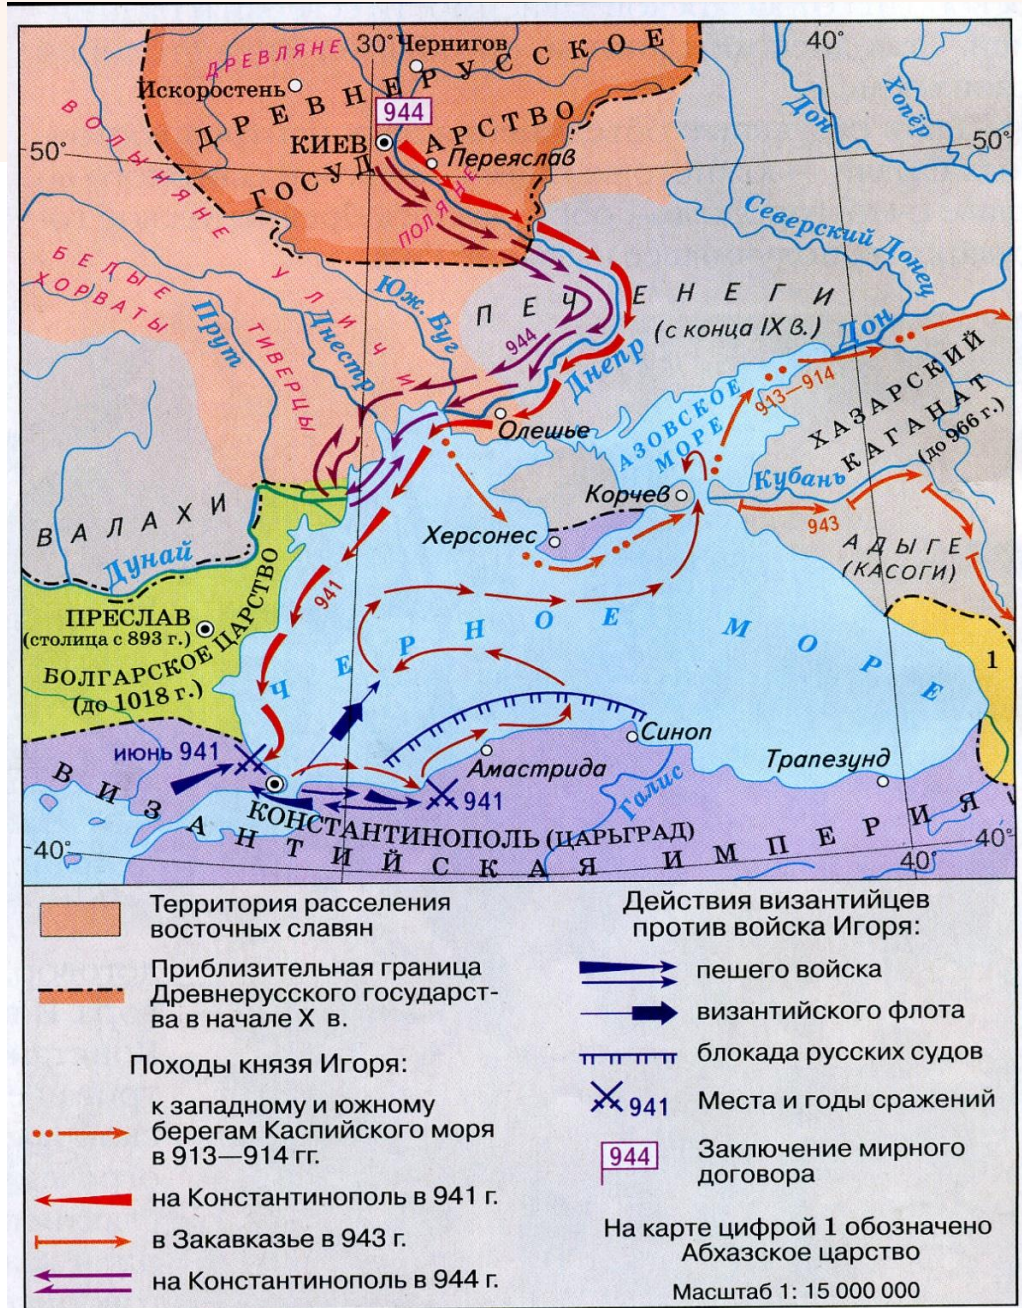 30°
Чернигов
40°
ДРЕВЛЯНЕ
Искоростень
ДРЕВНЕРУССКОЕ
ГОСУДАРСТВО
944
КИЕВ
Переяслав
50°
50°
Дон
Хопёр
ВОЛЫНЯНЕ
ПОЛЯНЕ
Северский Донец
БЕЛЫЕ
ХОРВАТЫ
УЛИЧИ
ТИВЕРЦЫ
Прут
Днестр
Юж. Буг
ПЕЧЕНЕГИ
(с конца IX в.)
944
Днепр
Дон
913—914
Олешье
АЗОВСКОЕ
МОРЕ
ХАЗАРСКИЙ
КАГАНАТ
(до 966 г.)
Корчев
Кубань
943
Херсонес
АДЫГЕ
(КАСОГИ)
ВАЛАХИ
Дунай
941
ПРЕСЛАВ
(столица с 893 г.)
БОЛГАРСКОЕ ЦАРСТВО
(до 1018 г.)
ЧЕРНОЕ МОРЕ
1
июнь 941
Синоп
Амастрида
Трапезунд
941
Галис
КОНСТАНТИНОПОЛЬ (ЦАРЬГРАД)
ВИЗАНТИЙСКАЯ ИМПЕРИЯ
40°
40°
40°
Территория расселения
восточных славян
Приблизительная граница
Древнерусского государст-
ва в начале X в.
Походы князя Игоря:
к западному и южному
берегам Каспийского моря
в 913—914 гг.
на Константинополь в 941 г.
в Закавказье в 943 г.
на Константинополь в 944 г.
Действия византийцев
против войска Игоря:
пешего войска
византийского флота
блокада русских судов
941
Места и годы сражений
944
Заключение мирного
договора
На карте цифрой 1 обозначено
Абхазское царство
Масштаб 1: 15 000 000